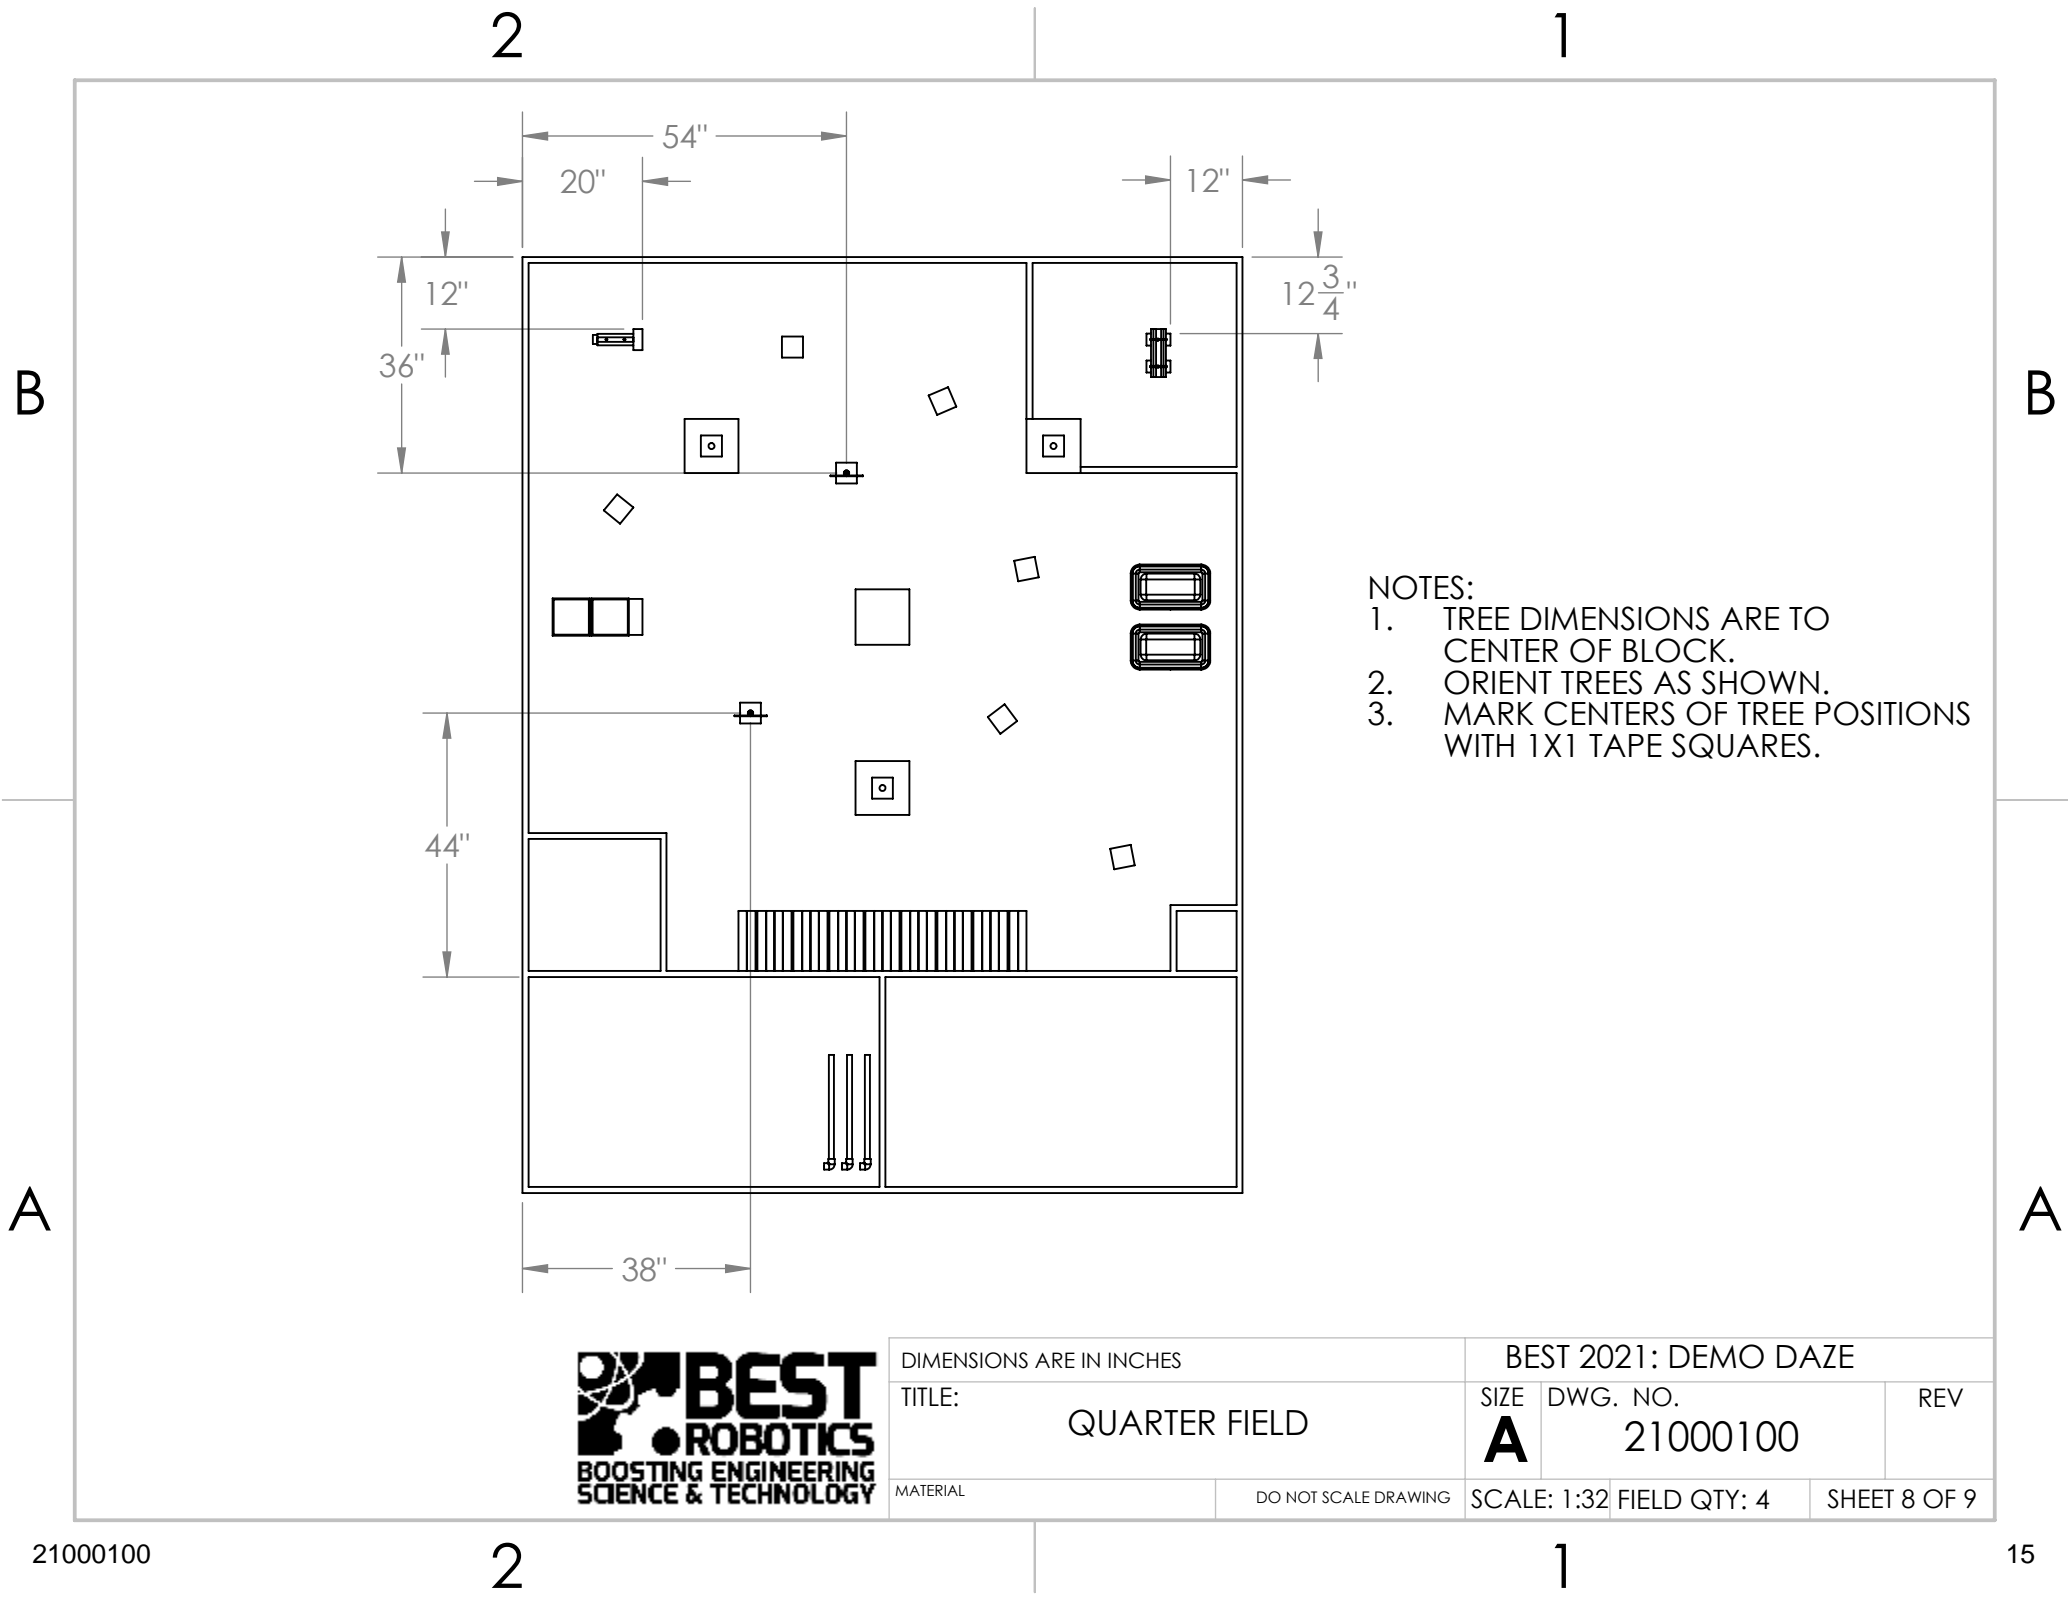 2
1
54"
20"
12"
12"
12 3/4"
36"
B
B
NOTES:
1. TREE DIMENSIONS ARE TO
CENTER OF BLOCK.
2. ORIENT TREES AS SHOWN.
3. MARK CENTERS OF TREE POSITIONS
WITH 1X1 TAPE SQUARES.
44"
A
A
38"
BEST
ROBOTICS
BOOSTING ENGINEERING
SCIENCE & TECHNOLOGY
DIMENSIONS ARE IN INCHES
BEST 2021: DEMO DAZE
TITLE:
QUARTER FIELD
SIZE
A
DWG. NO.
21000100
REV
MATERIAL
DO NOT SCALE DRAWING
SCALE: 1:32
FIELD QTY: 4
SHEET 8 OF 9
21000100
2
1
15